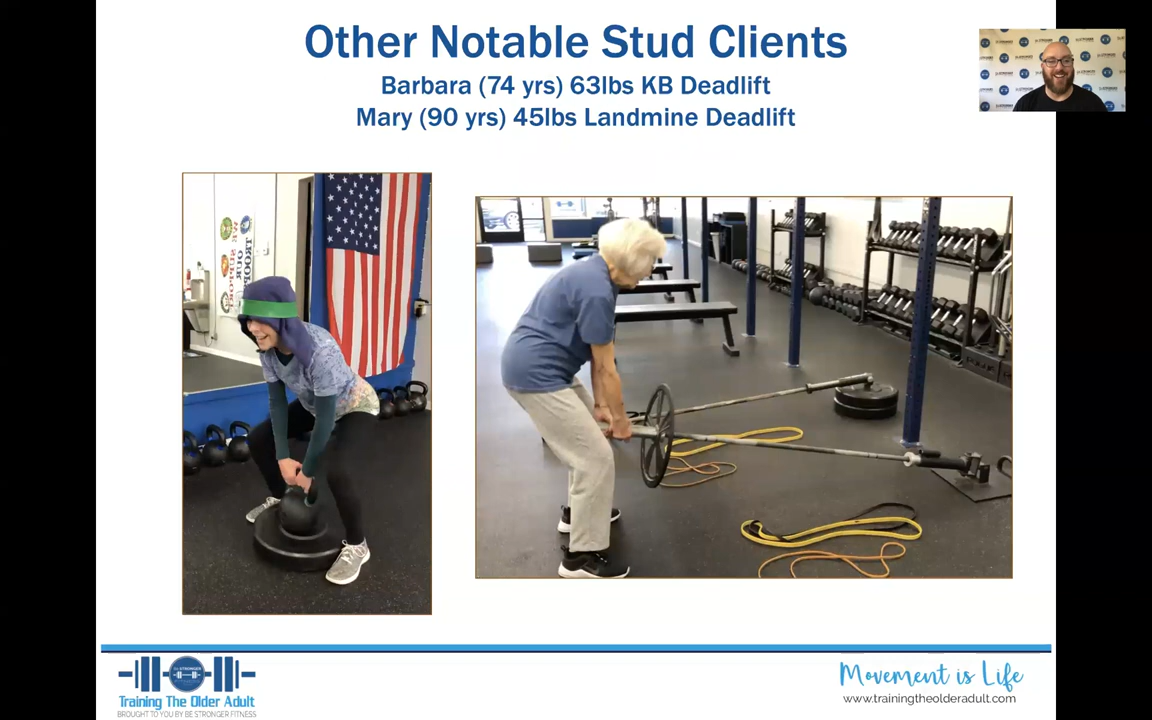 Other Notable Stud Clients
Barbara (74 yrs) 63lbs KB Deadlift
Mary (90 yrs) 45lbs Landmine Deadlift
Training The Older Adult
BROUGHT TO YOU BY BE STRONGER FITNESS
Movement is Life
www.trainingtheolderadult.com